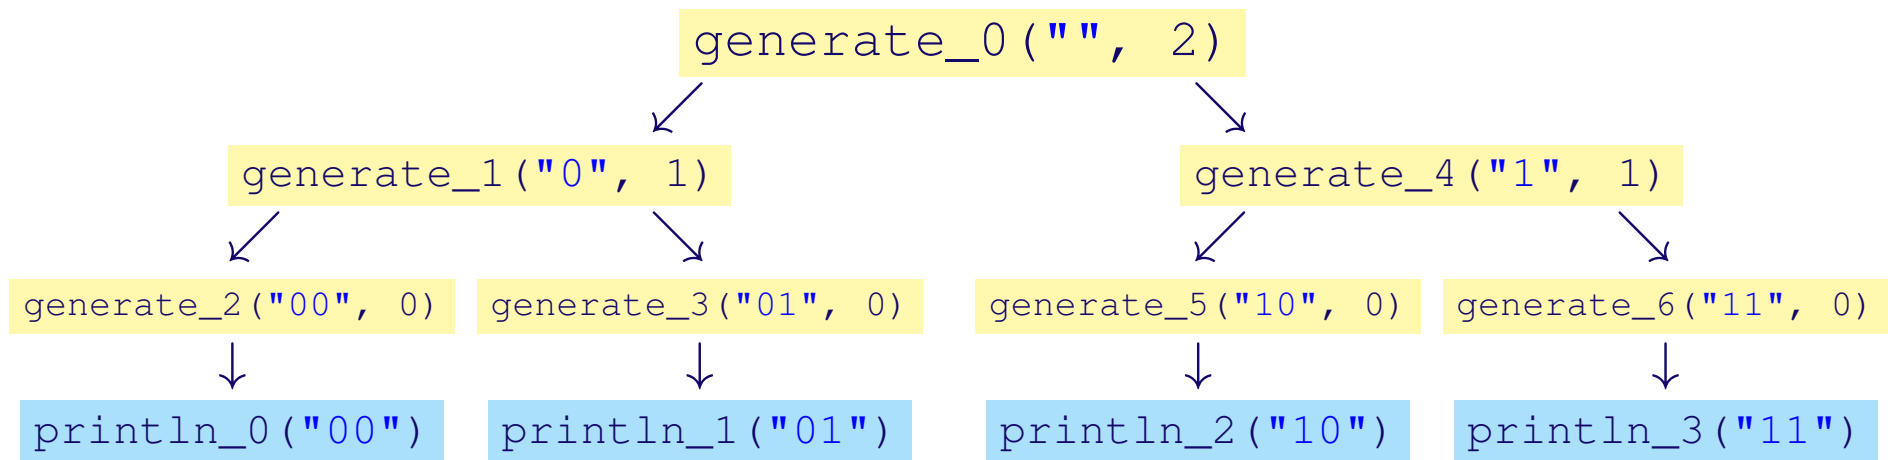 generate_0("", 2)
generate_1("0", 1)
generate_4("1", 1)
generate_2("00", 0)
generate_3("01", 0)
generate_5("10", 0)
generate_6("11", 0)
println_0("00")
println_1("01")
println_2("10")
println_3("11")